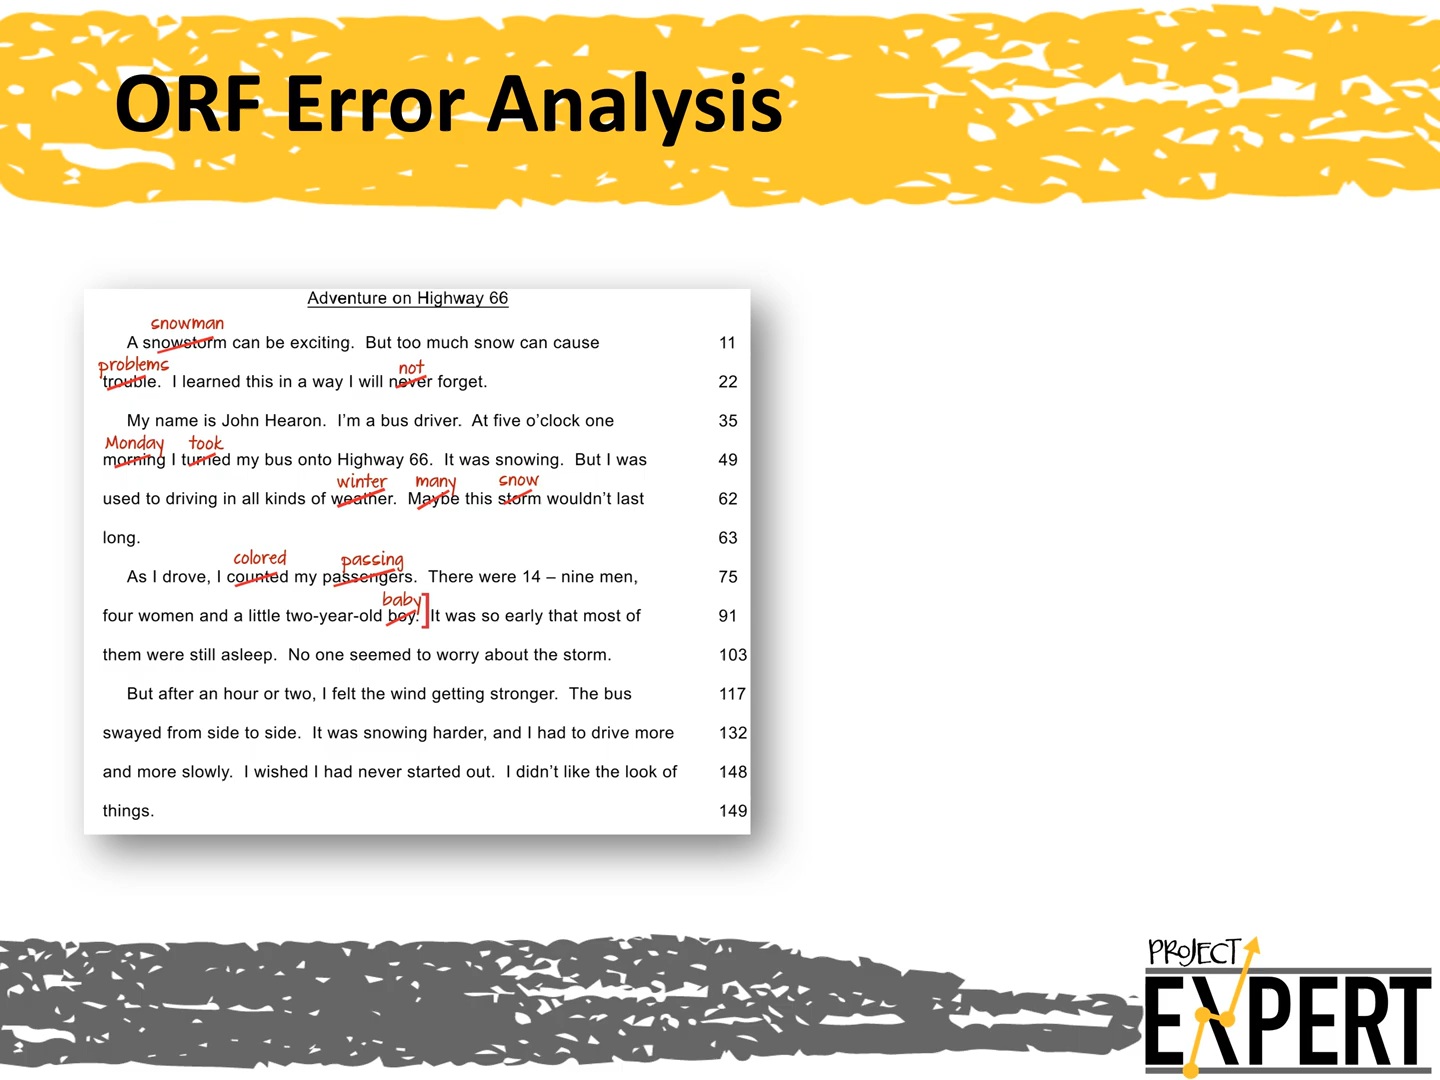 ORF Error Analysis
Adventure on Highway 66
snowman
A snowstorm can be exciting. But too much snow can cause 11
problems not
trouble. I learned this in a way I will never forget. 22
My name is John Hearon. I'm a bus driver. At five o'clock one 35
Monday took
morning I turned my bus onto Highway 66. It was snowing. But I was 49
winter many snow
used to driving in all kinds of weather. Maybe this storm wouldn't last 62
long. 63
colored passing
As I drove, I counted my passengers. There were 14 – nine men, 75
baby
four women and a little two-year-old boy.] It was so early that most of 91
them were still asleep. No one seemed to worry about the storm. 103
But after an hour or two, I felt the wind getting stronger. The bus 117
swayed from side to side. It was snowing harder, and I had to drive more 132
and more slowly. I wished I had never started out. I didn't like the look of 148
things. 149
PROJECT
EXPERT